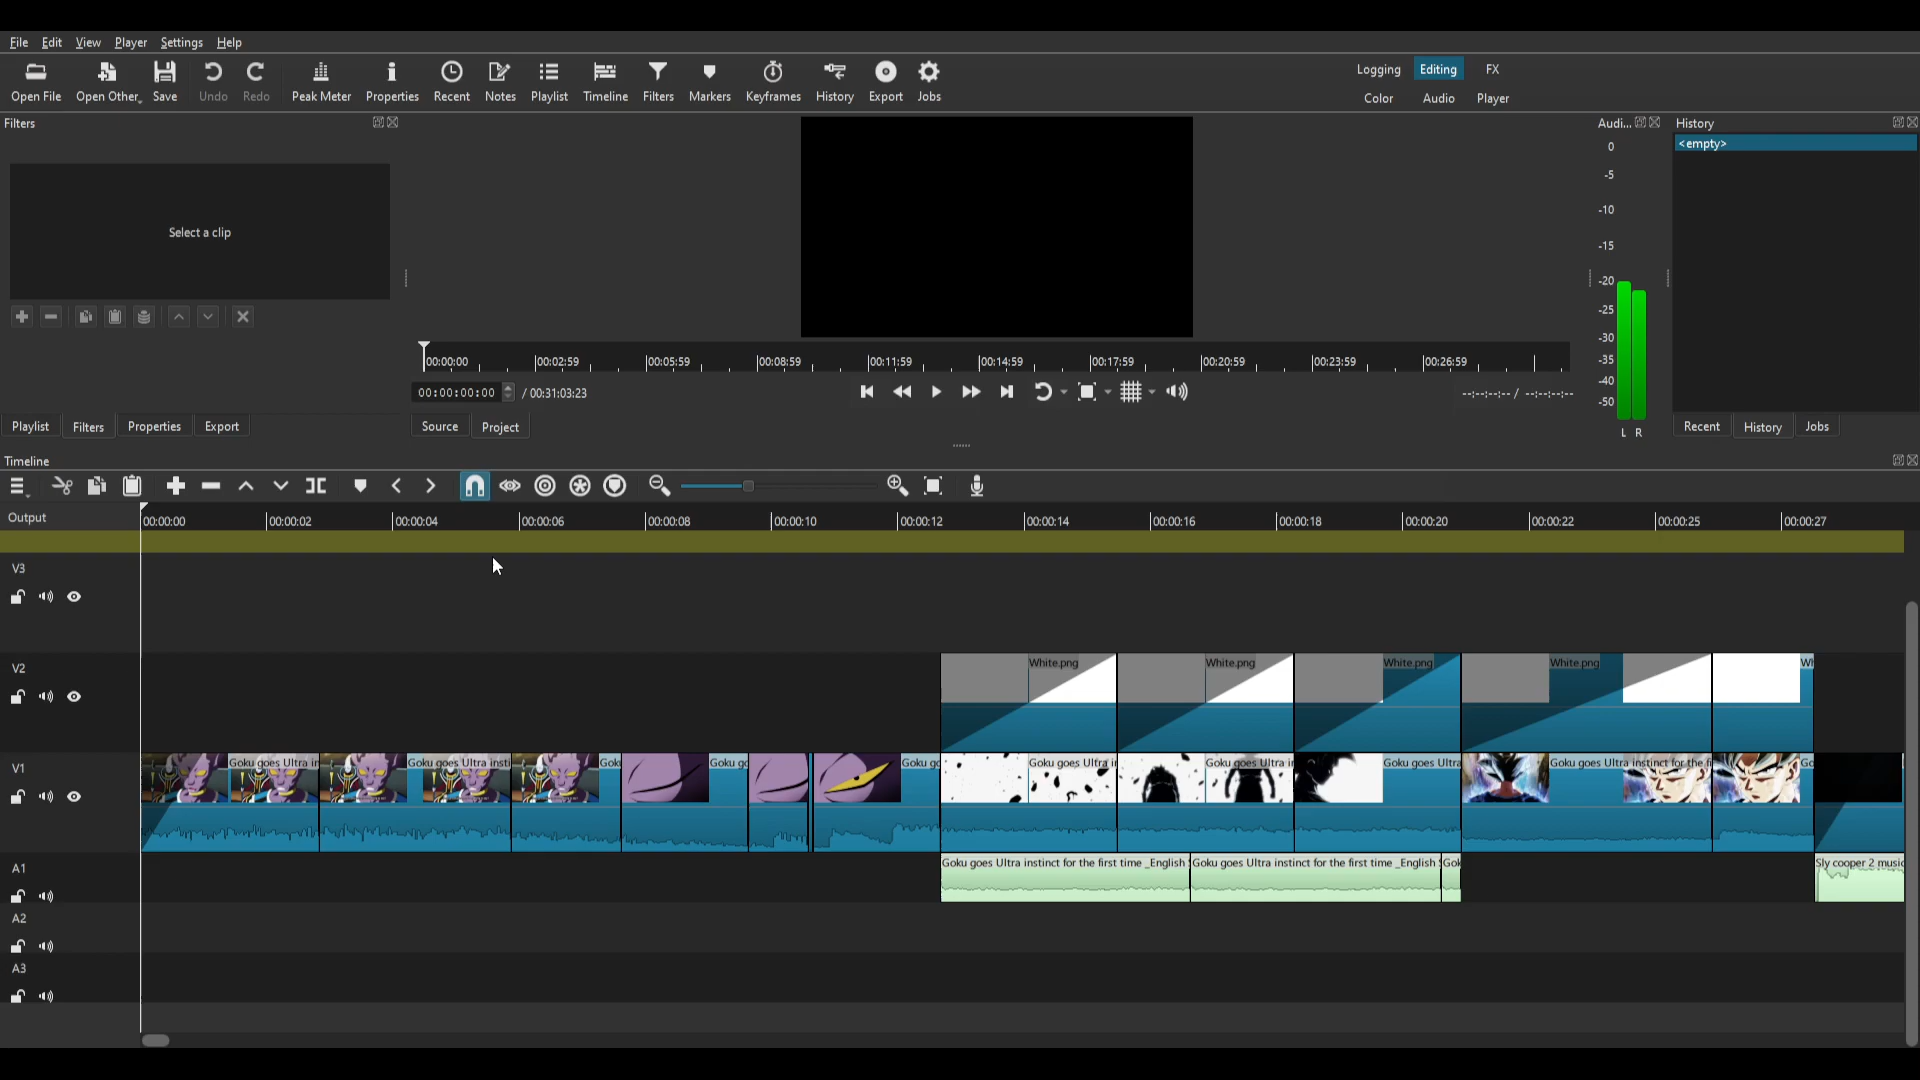 File Edit View Player Settings Help
Open File Open Other Save Undo Redo Peak Meter Properties Recent Notes Playlist Timeline Filters Markers Keyframes History Export Jobs
Logging Editing FX
Color Audio Player
Filters
Audi... History
<empty>
Select a clip
0
-5
-10
-15
-20
-25
-30
-35
-40
-50
L R
00:00:00 00:02:59 00:05:59 00:08:59 00:11:59 00:14:59 00:17:59 00:20:59 00:23:59 00:26:59
00:00:00:00 / 00:31:03:23 --:--:--:-- / --:--:--:--
Playlist Filters Properties Export Source Project Recent History Jobs
Timeline
Output 00:00:00 00:00:02 00:00:04 00:00:06 00:00:08 00:00:10 00:00:12 00:00:14 00:00:16 00:00:18 00:00:20 00:00:22 00:00:25 00:00:27
V3
V2 White.png White.png White.png White.png Wh
V1 Goku goes Ultra in Goku goes Ultra insti Goku Goku go Goku go Goku goes Ultra in Goku goes Ultra in Goku goes Ultra Goku goes Ultra instinct for the fi Go
A1 Goku goes Ultra instinct for the first time _English Goku goes Ultra instinct for the first time _English Gok Sly cooper 2 music
A2
A3